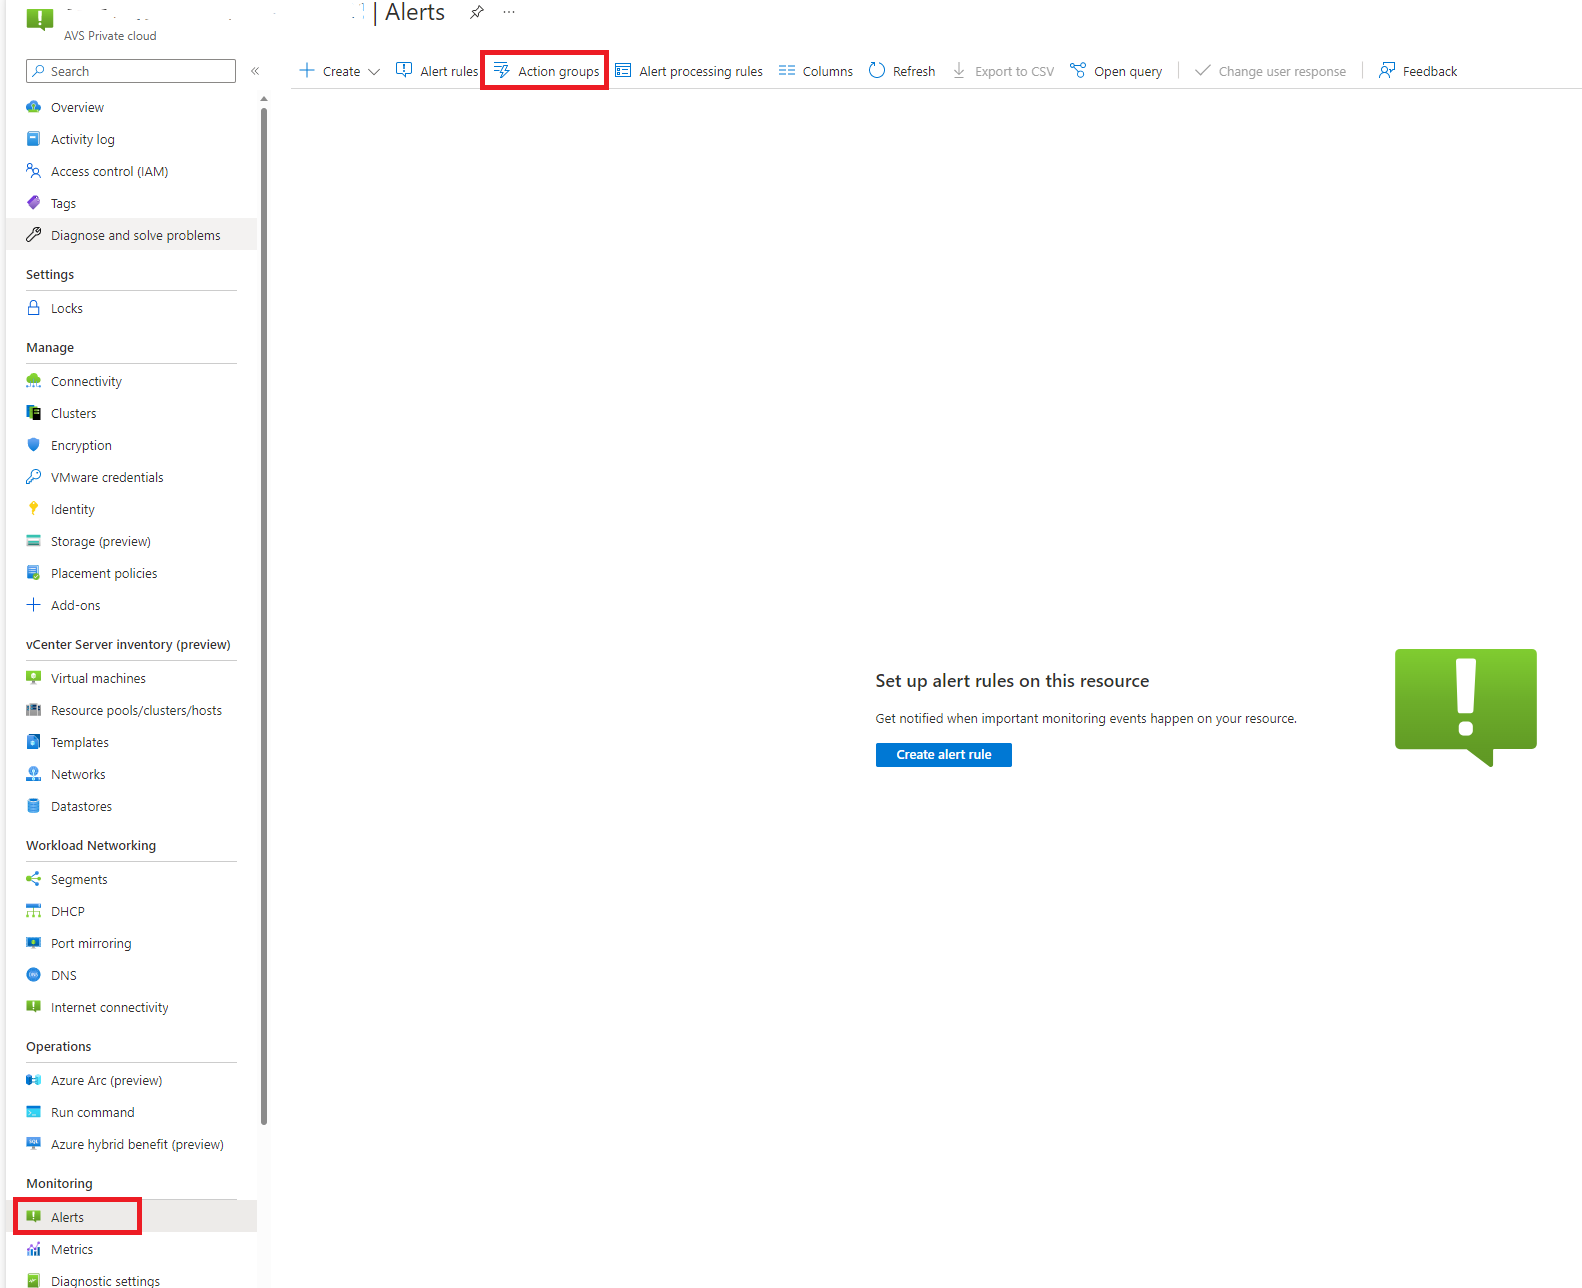 | Alerts
AVS Private cloud
Search
Create
Alert rules
Action groups
Alert processing rules
Columns
Refresh
Export to CSV
Open query
Change user response
Feedback
Overview
Activity log
Access control (IAM)
Tags
Diagnose and solve problems
Settings
Locks
Manage
Connectivity
Clusters
Encryption
VMware credentials
Identity
Storage (preview)
Placement policies
Add-ons
vCenter Server inventory (preview)
Virtual machines
Resource pools/clusters/hosts
Templates
Networks
Datastores
Workload Networking
Segments
DHCP
Port mirroring
DNS
Internet connectivity
Operations
Azure Arc (preview)
Run command
Azure hybrid benefit (preview)
Monitoring
Alerts
Metrics
Diagnostic settings
Set up alert rules on this resource
Get notified when important monitoring events happen on your resource.
Create alert rule